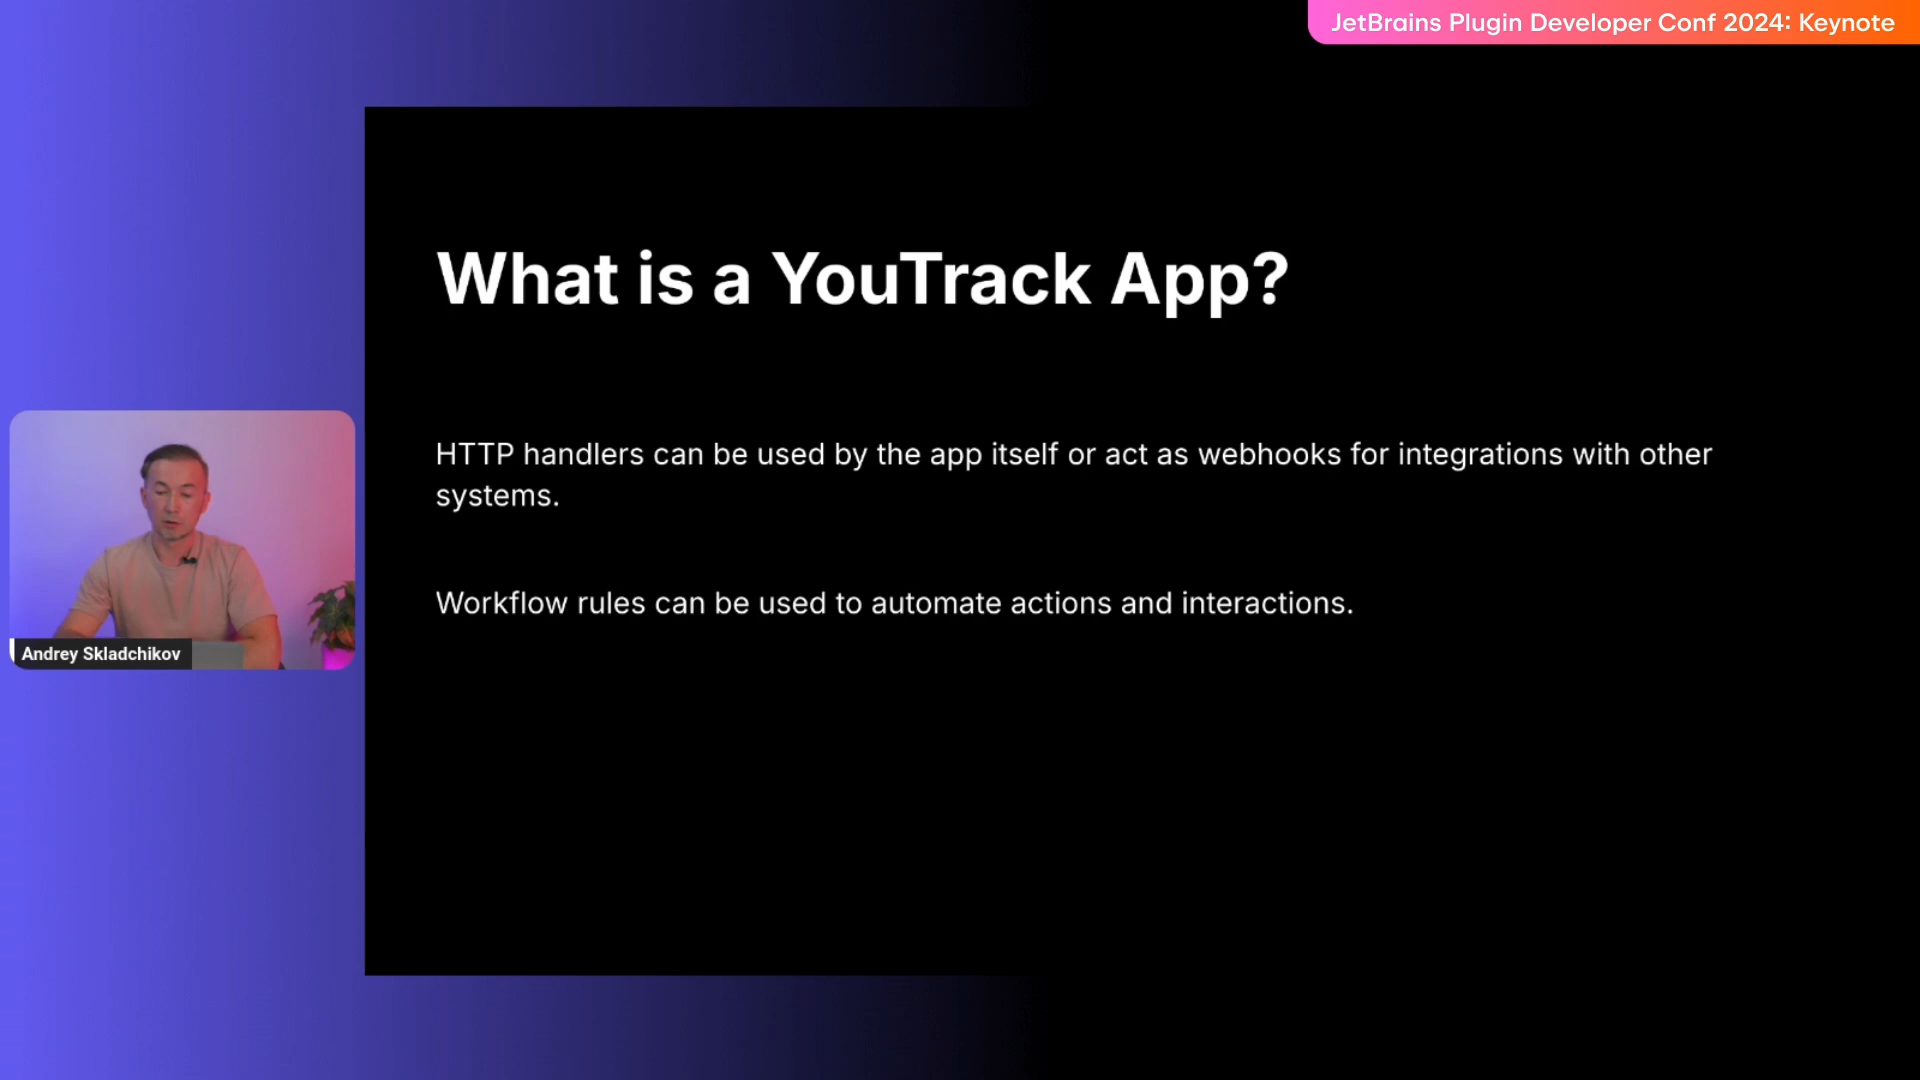 JetBrains Plugin Developer Conf 2024: Keynote
What is a YouTrack App?
HTTP handlers can be used by the app itself or act as webhooks for integrations with other
systems.
Workflow rules can be used to automate actions and interactions.
Andrey Skladchikov